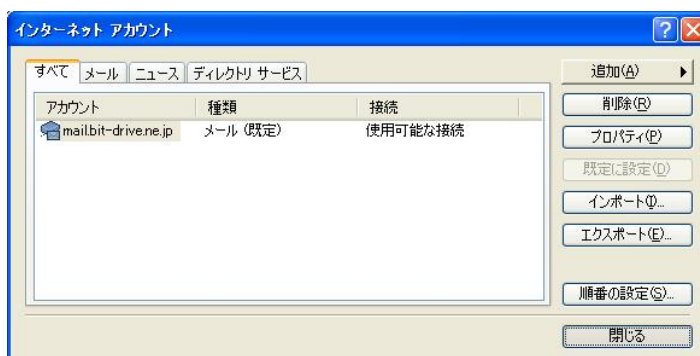 インターネット アカウント
すべて メール ニュース ディレクトリ サービス
アカウント 種類 接続
mail.bit-drive.ne.jp メール (既定) 使用可能な接続
追加(A)
削除(R)
プロパティ(P)
既定に設定(D)
インポート(I)...
エクスポート(E)...
順番の設定(S)...
閉じる